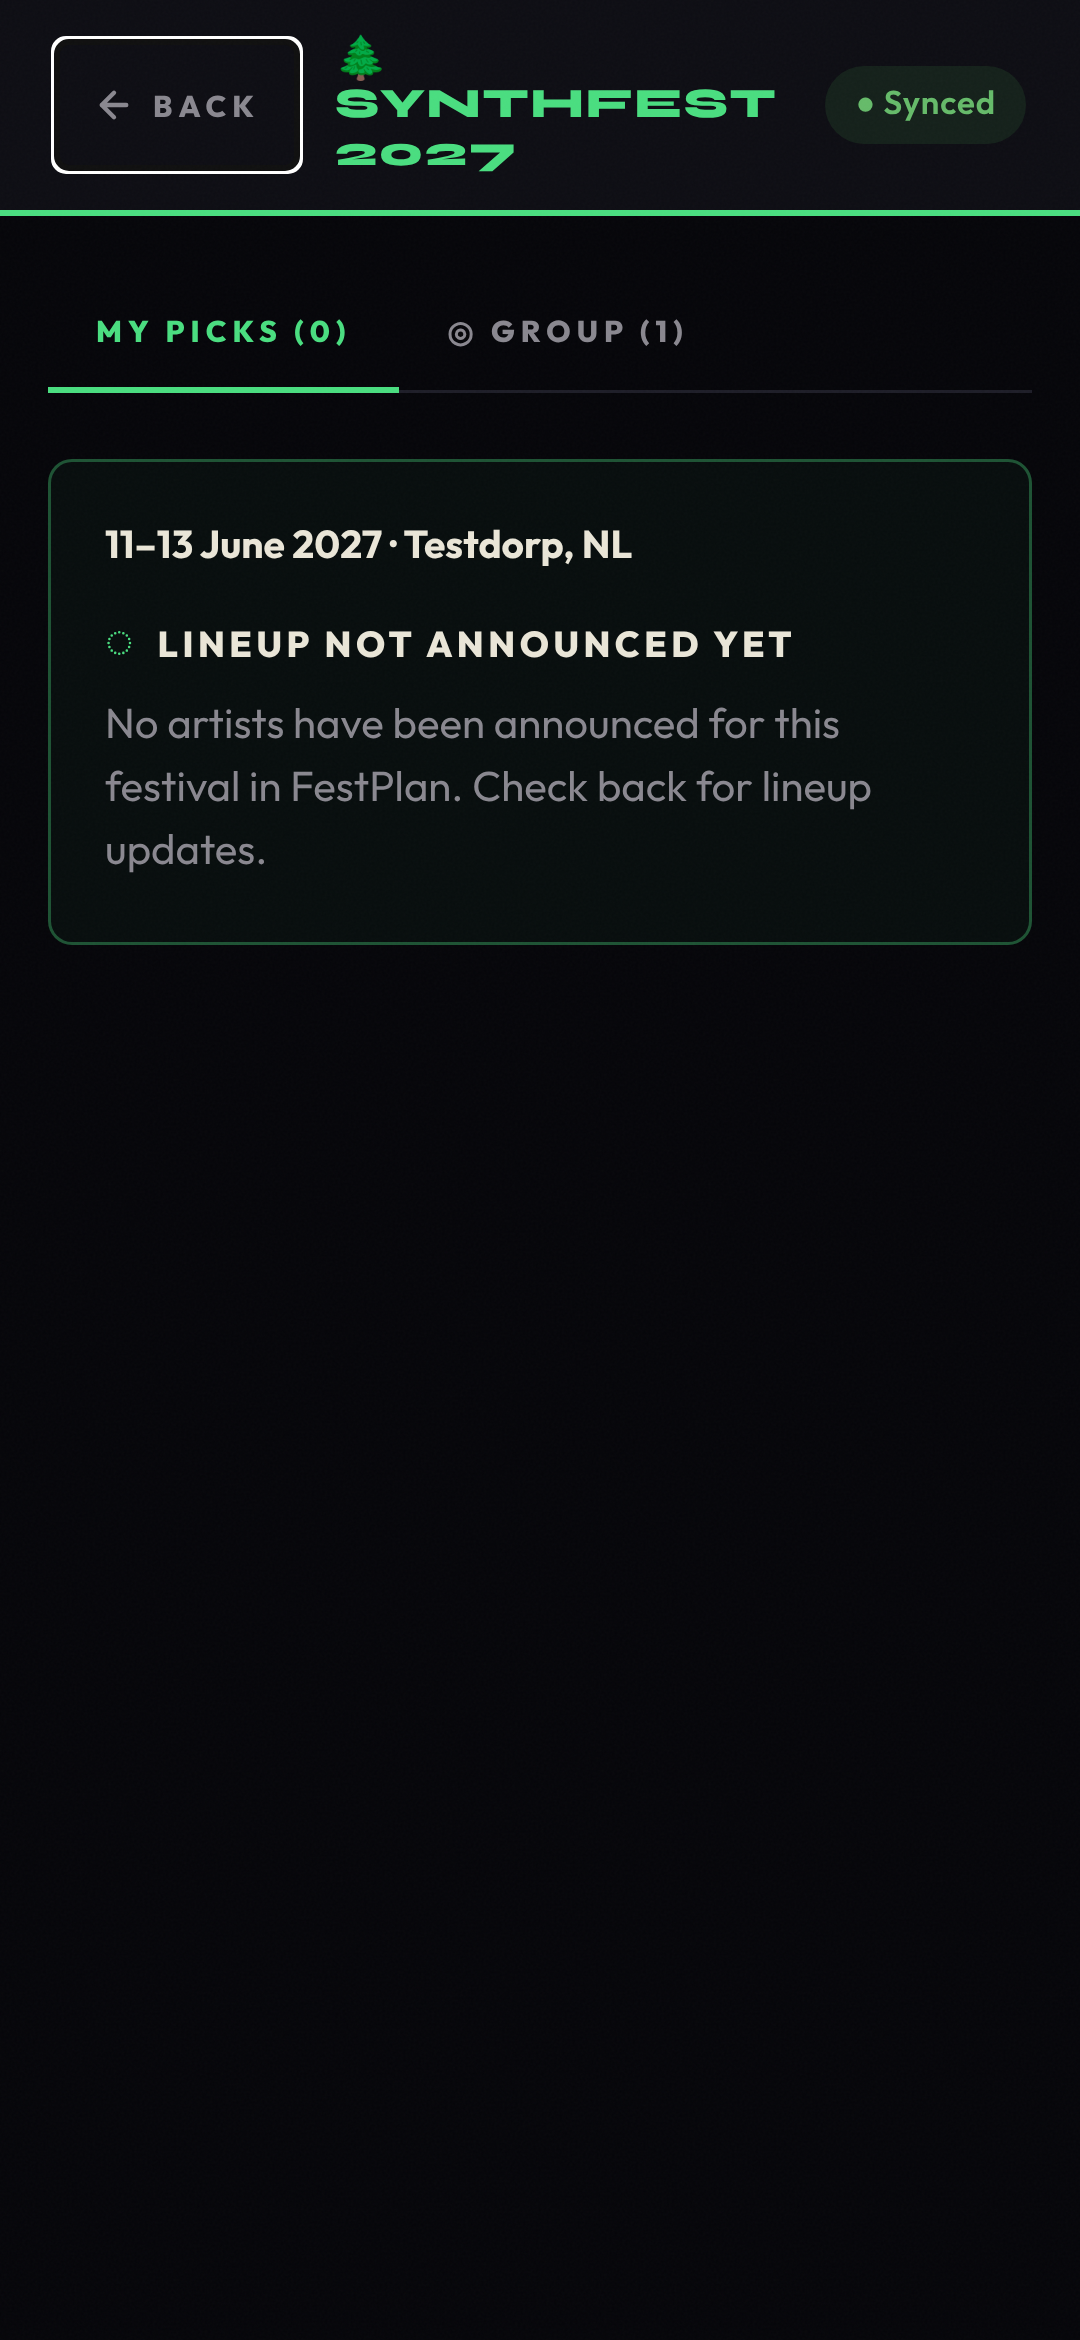 ← BACK
🌲
SYNTHFEST
2027
● Synced
MY PICKS (0)
◎ GROUP (1)
11–13 June 2027 · Testdorp, NL
◌ LINEUP NOT ANNOUNCED YET
No artists have been announced for this
festival in FestPlan. Check back for lineup
updates.